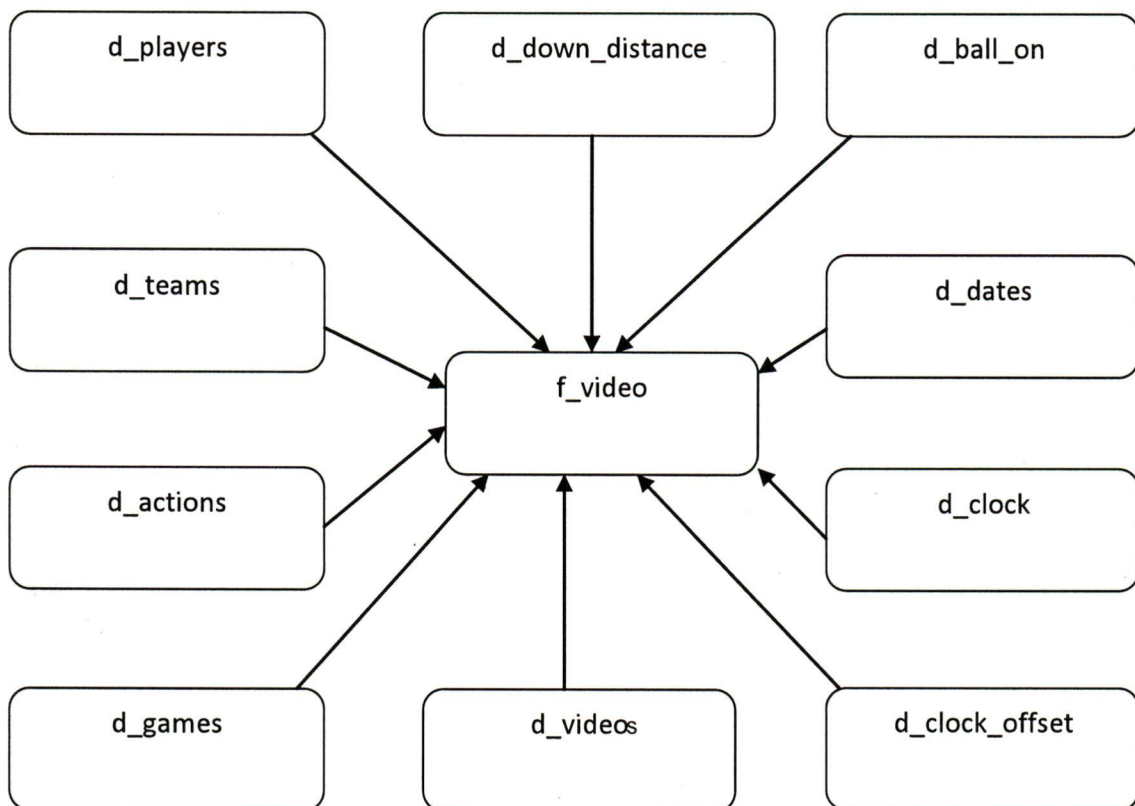 d_players
d_down_distance
d_ball_on
d_teams
d_dates
f_video
d_actions
d_clock
d_games
d_videos
d_clock_offset